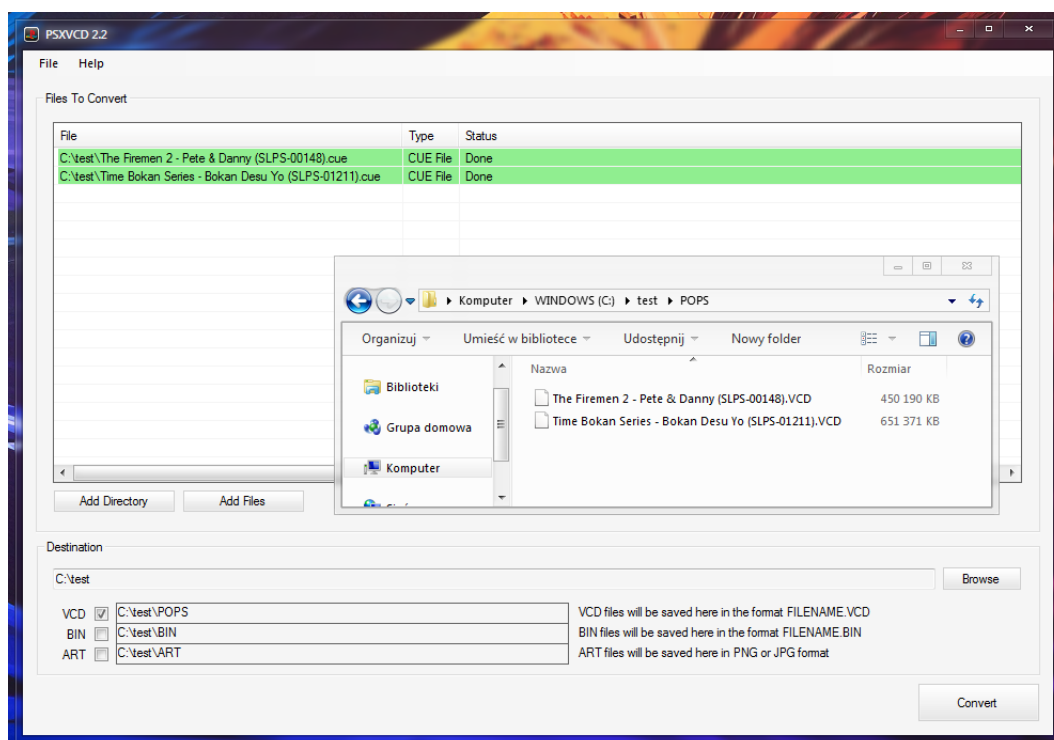 PSXVCD 2.2
File Help
Files To Convert
File Type Status
C:\test\The Firemen 2 - Pete & Danny (SLPS-00148).cue CUE File Done
C:\test\Time Bokan Series - Bokan Desu Yo (SLPS-01211).cue CUE File Done
Komputer WINDOWS (C:) test POPS
Organizuj Umieść w bibliotece Udostępnij Nowy folder
Nazwa Rozmiar
Biblioteki
The Firemen 2 - Pete & Danny (SLPS-00148).VCD 450 190 KB
Time Bokan Series - Bokan Desu Yo (SLPS-01211).VCD 651 371 KB
Grupa domowa
Komputer
Add Directory Add Files
Destination
C:\test Browse
VCD C:\test\POPS VCD files will be saved here in the format FILENAME.VCD
BIN C:\test\BIN BIN files will be saved here in the format FILENAME.BIN
ART C:\test\ART ART files will be saved here in PNG or JPG format
Convert